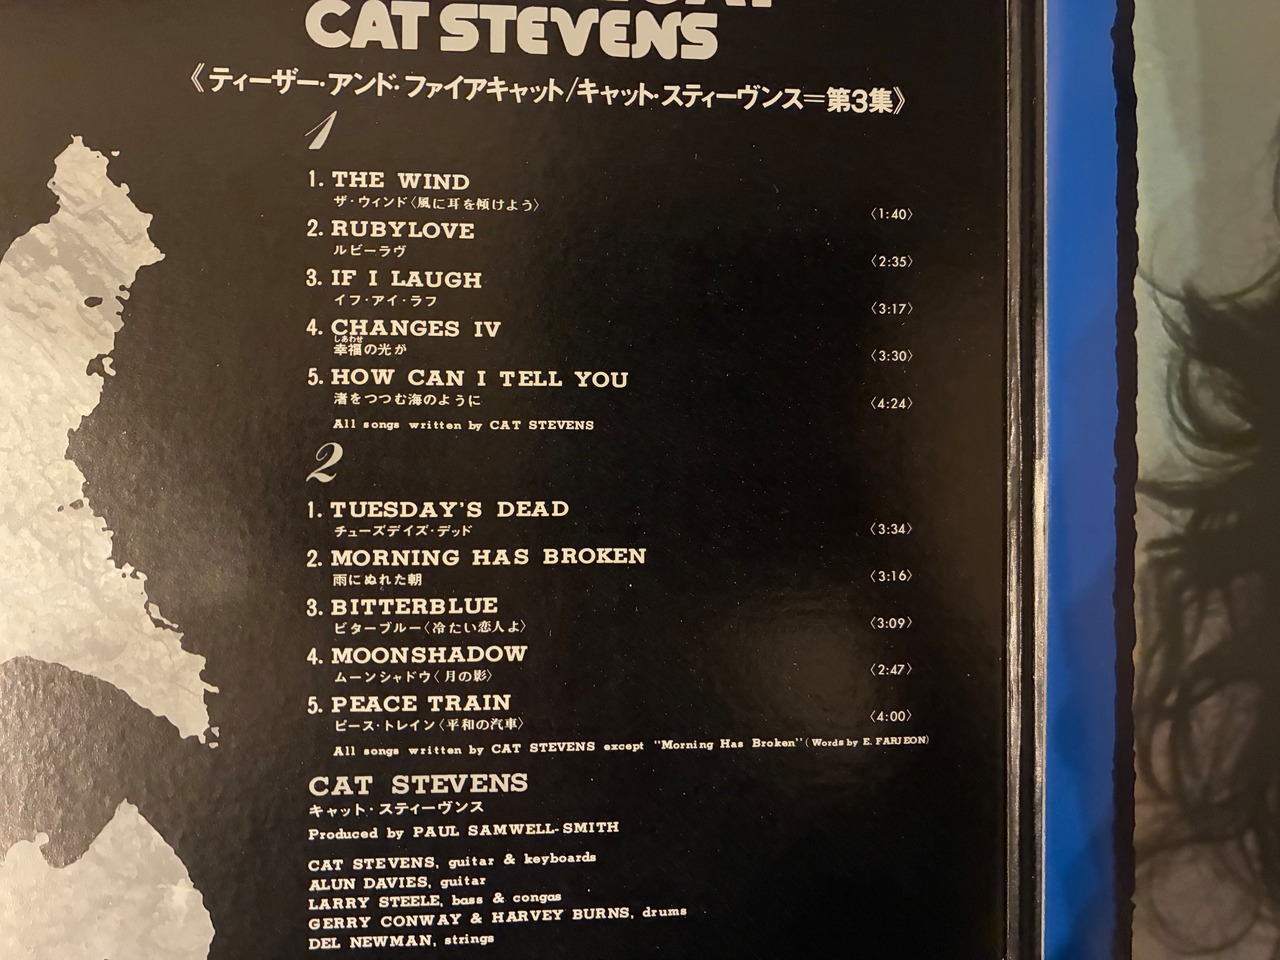 CAT STEVENS
《ティーザー・アンド・ファイアキャット/キャット・スティーヴンス=第3集》
1
1. THE WIND
ザ・ウィンド〈風に耳を傾けよう〉
〈1:40〉
2. RUBYLOVE
ルビーラヴ
〈2:35〉
3. IF I LAUGH
イフ・アイ・ラフ
〈3:17〉
4. CHANGES IV
しあわせ
幸福の光が
〈3:30〉
5. HOW CAN I TELL YOU
渚をつつむ海のように
〈4:24〉
All songs written by CAT STEVENS
2
1. TUESDAY'S DEAD
チューズデイズ・デッド
〈3:34〉
2. MORNING HAS BROKEN
雨にぬれた朝
〈3:16〉
3. BITTERBLUE
ビターブルー〈冷たい恋人よ〉
〈3:09〉
4. MOONSHADOW
ムーンシャドウ〈月の影〉
〈2:47〉
5. PEACE TRAIN
ピース・トレイン〈平和の汽車〉
〈4:00〉
All songs written by CAT STEVENS except "Morning Has Broken" (Words by E. FARJEON)
CAT STEVENS
キャット・スティーヴンス
Produced by PAUL SAMWELL-SMITH
CAT STEVENS, guitar & keyboards
ALUN DAVIES, guitar
LARRY STEELE, bass & congas
GERRY CONWAY & HARVEY BURNS, drums
DEL NEWMAN, strings